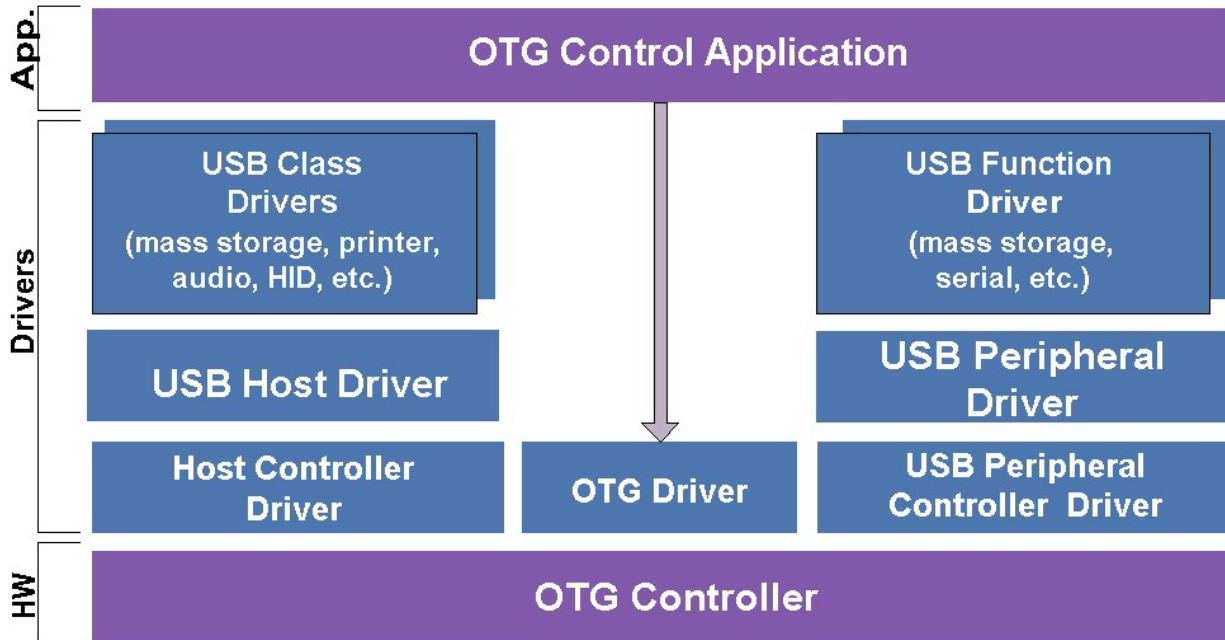 App.
OTG Control Application
Drivers
USB Class
Drivers
(mass storage, printer,
audio, HID, etc.)
USB Function
Driver
(mass storage,
serial, etc.)
USB Host Driver
USB Peripheral
Driver
Host Controller
Driver
OTG Driver
USB Peripheral
Controller Driver
HW
OTG Controller